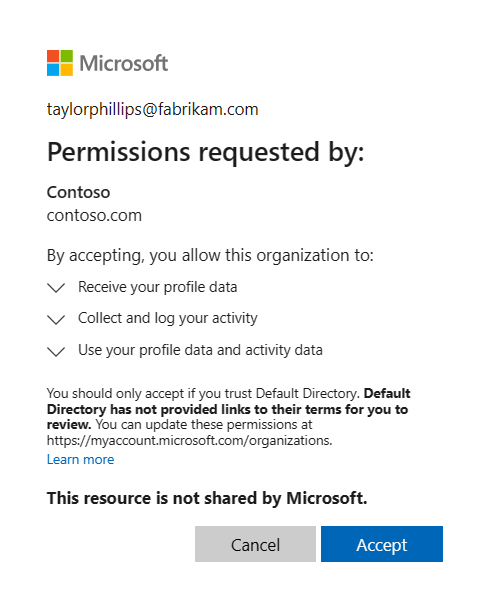 Microsoft
taylorphillips@fabrikam.com
Permissions requested by:
Contoso
contoso.com
By accepting, you allow this organization to:
Receive your profile data
Collect and log your activity
Use your profile data and activity data
You should only accept if you trust Default Directory. Default
Directory has not provided links to their terms for you to
review. You can update these permissions at
https://myaccount.microsoft.com/organizations.
Learn more
This resource is not shared by Microsoft.
Cancel
Accept